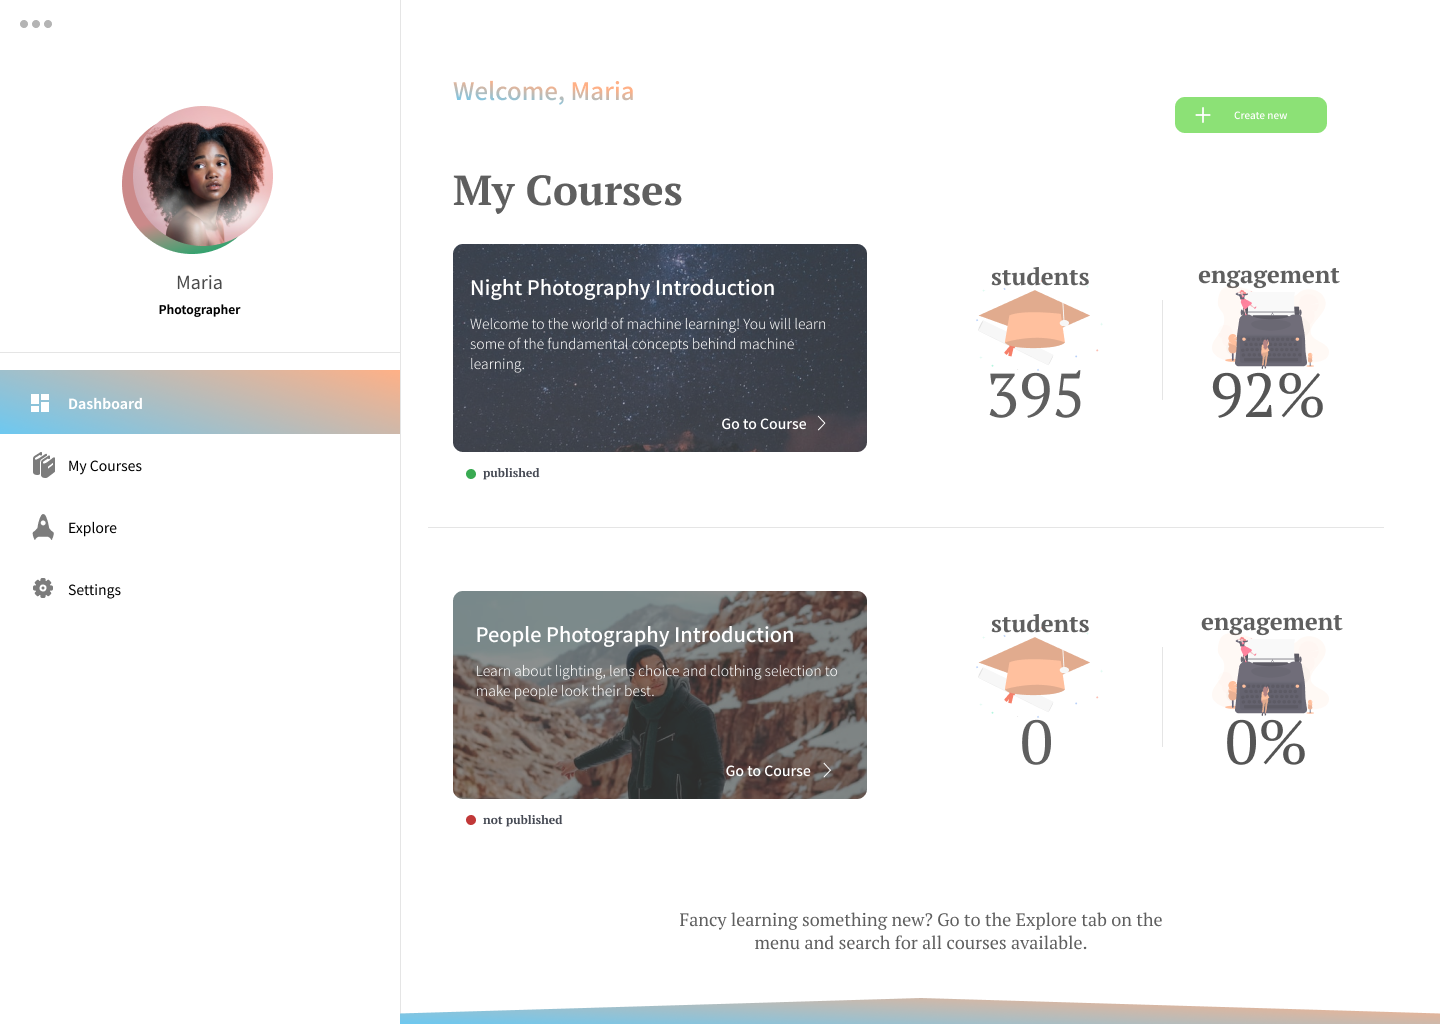 Welcome, Maria
Create new
My Courses
Maria
Photographer
Dashboard
My Courses
Explore
Settings
Night Photography Introduction
Welcome to the world of machine learning! You will learn
some of the fundamental concepts behind machine
learning.
Go to Course
published
students
395
engagement
92%
People Photography Introduction
Learn about lighting, lens choice and clothing selection to
make people look their best.
Go to Course
not published
students
0
engagement
0%
Fancy learning something new? Go to the Explore tab on the
menu and search for all courses available.